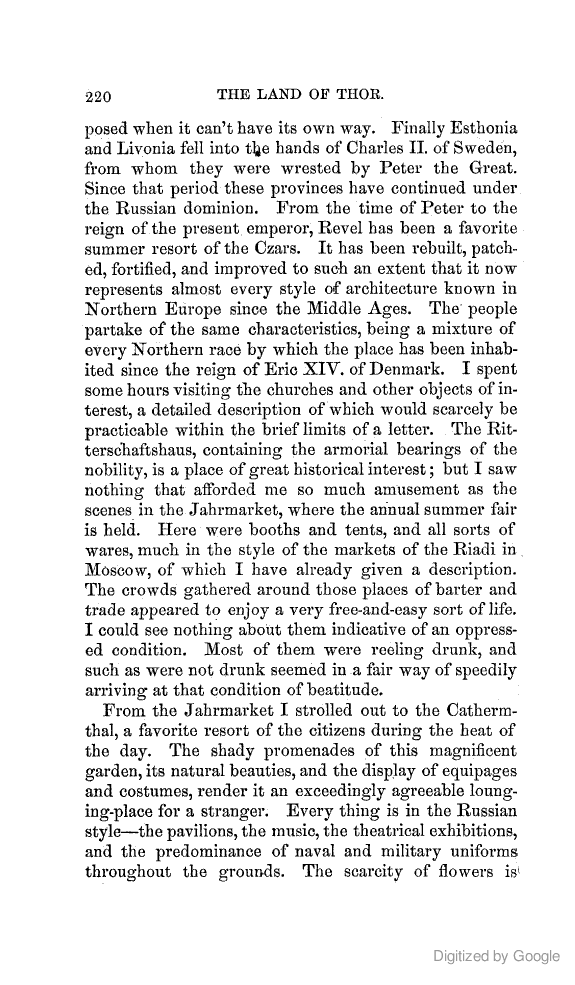 220 THE LAND OF THOR.
posed when it can't have its own way. Finally Esthonia
and Livonia fell into the hands of Charles II. of Sweden,
from whom they were wrested by Peter the Great.
Since that period these provinces have continued under
the Russian dominion. From the time of Peter to the
reign of the present emperor, Revel has been a favorite
summer resort of the Czars. It has been rebuilt, patch-
ed, fortified, and improved to such an extent that it now
represents almost every style of architecture known in
Northern Europe since the Middle Ages. The people
partake of the same characteristics, being a mixture of
every Northern race by which the place has been inhab-
ited since the reign of Eric XIV. of Denmark. I spent
some hours visiting the churches and other objects of in-
terest, a detailed description of which would scarcely be
practicable within the brief limits of a letter. The Rit-
terschaftshaus, containing the armorial bearings of the
nobility, is a place of great historical interest; but I saw
nothing that afforded me so much amusement as the
scenes in the Jahrmarket, where the annual summer fair
is held. Here were booths and tents, and all sorts of
wares, much in the style of the markets of the Riadi in
Moscow, of which I have already given a description.
The crowds gathered around those places of barter and
trade appeared to enjoy a very free-and-easy sort of life.
I could see nothing about them indicative of an oppress-
ed condition. Most of them were reeling drunk, and
such as were not drunk seemed in a fair way of speedily
arriving at that condition of beatitude.
From the Jahrmarket I strolled out to the Catherm-
thal, a favorite resort of the citizens during the heat of
the day. The shady promenades of this magnificent
garden, its natural beauties, and the display of equipages
and costumes, render it an exceedingly agreeable loung-
ing-place for a stranger. Every thing is in the Russian
style—the pavilions, the music, the theatrical exhibitions,
and the predominance of naval and military uniforms
throughout the grounds. The scarcity of flowers is
Digitized by Google